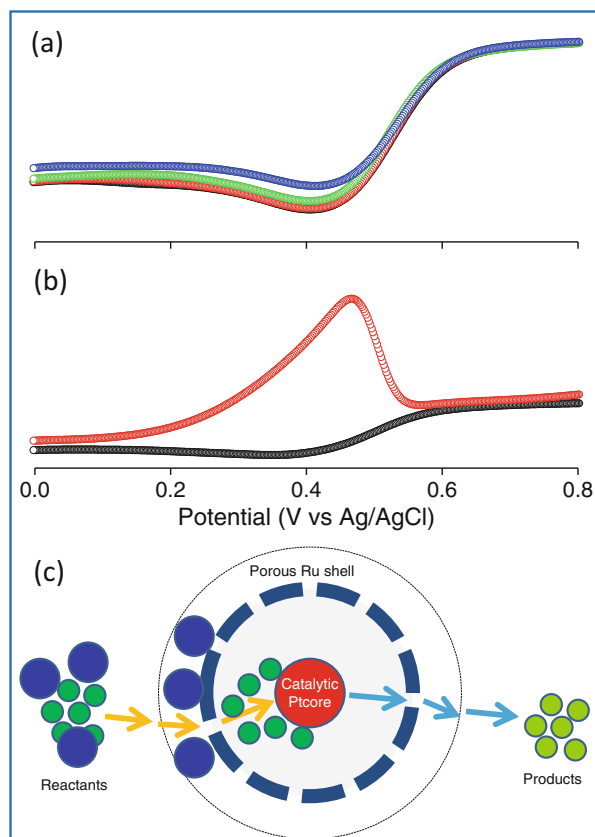 (a)
(b)
0.0 0.2 0.4 0.6 0.8
Potential (V vs Ag/AgCl)
(c)
Porous Ru shell
Catalytic
Ptcore
Reactants
Products